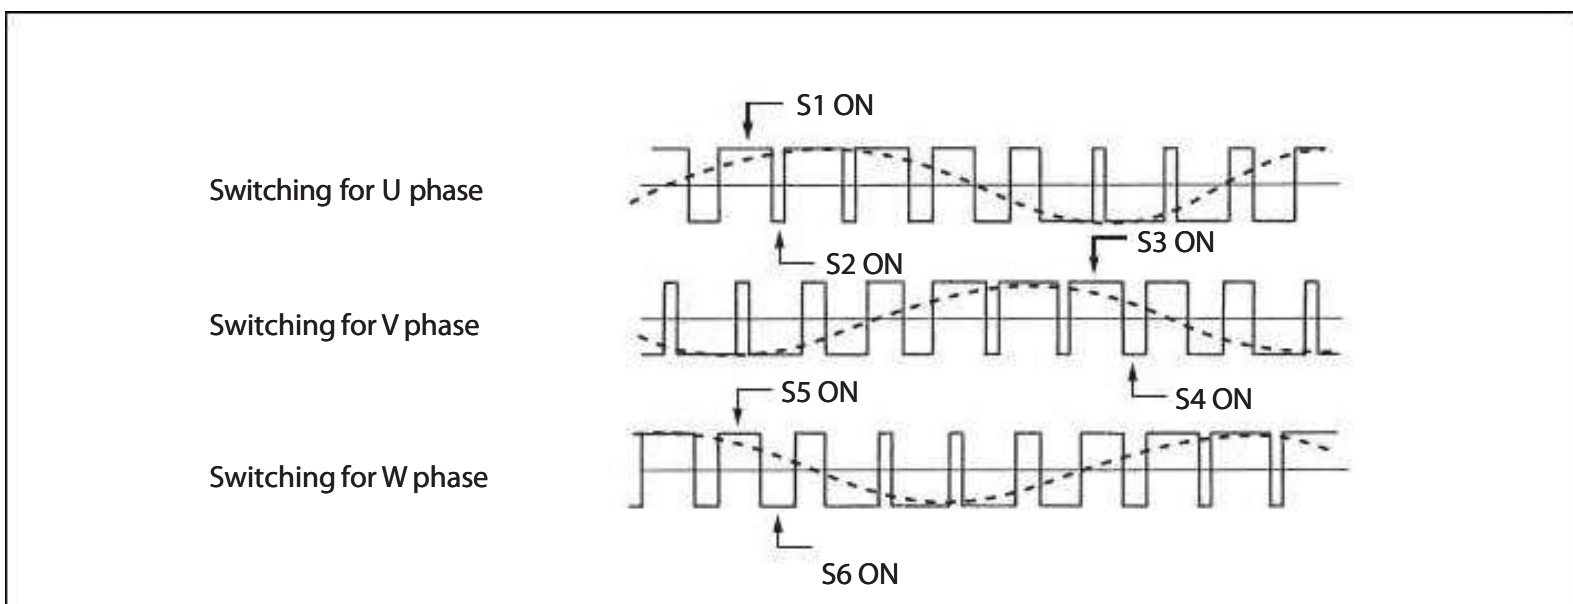 S1 ON
Switching for U phase
S3 ON
S2 ON
Switching for V phase
S5 ON
S4 ON
Switching for W phase
S6 ON